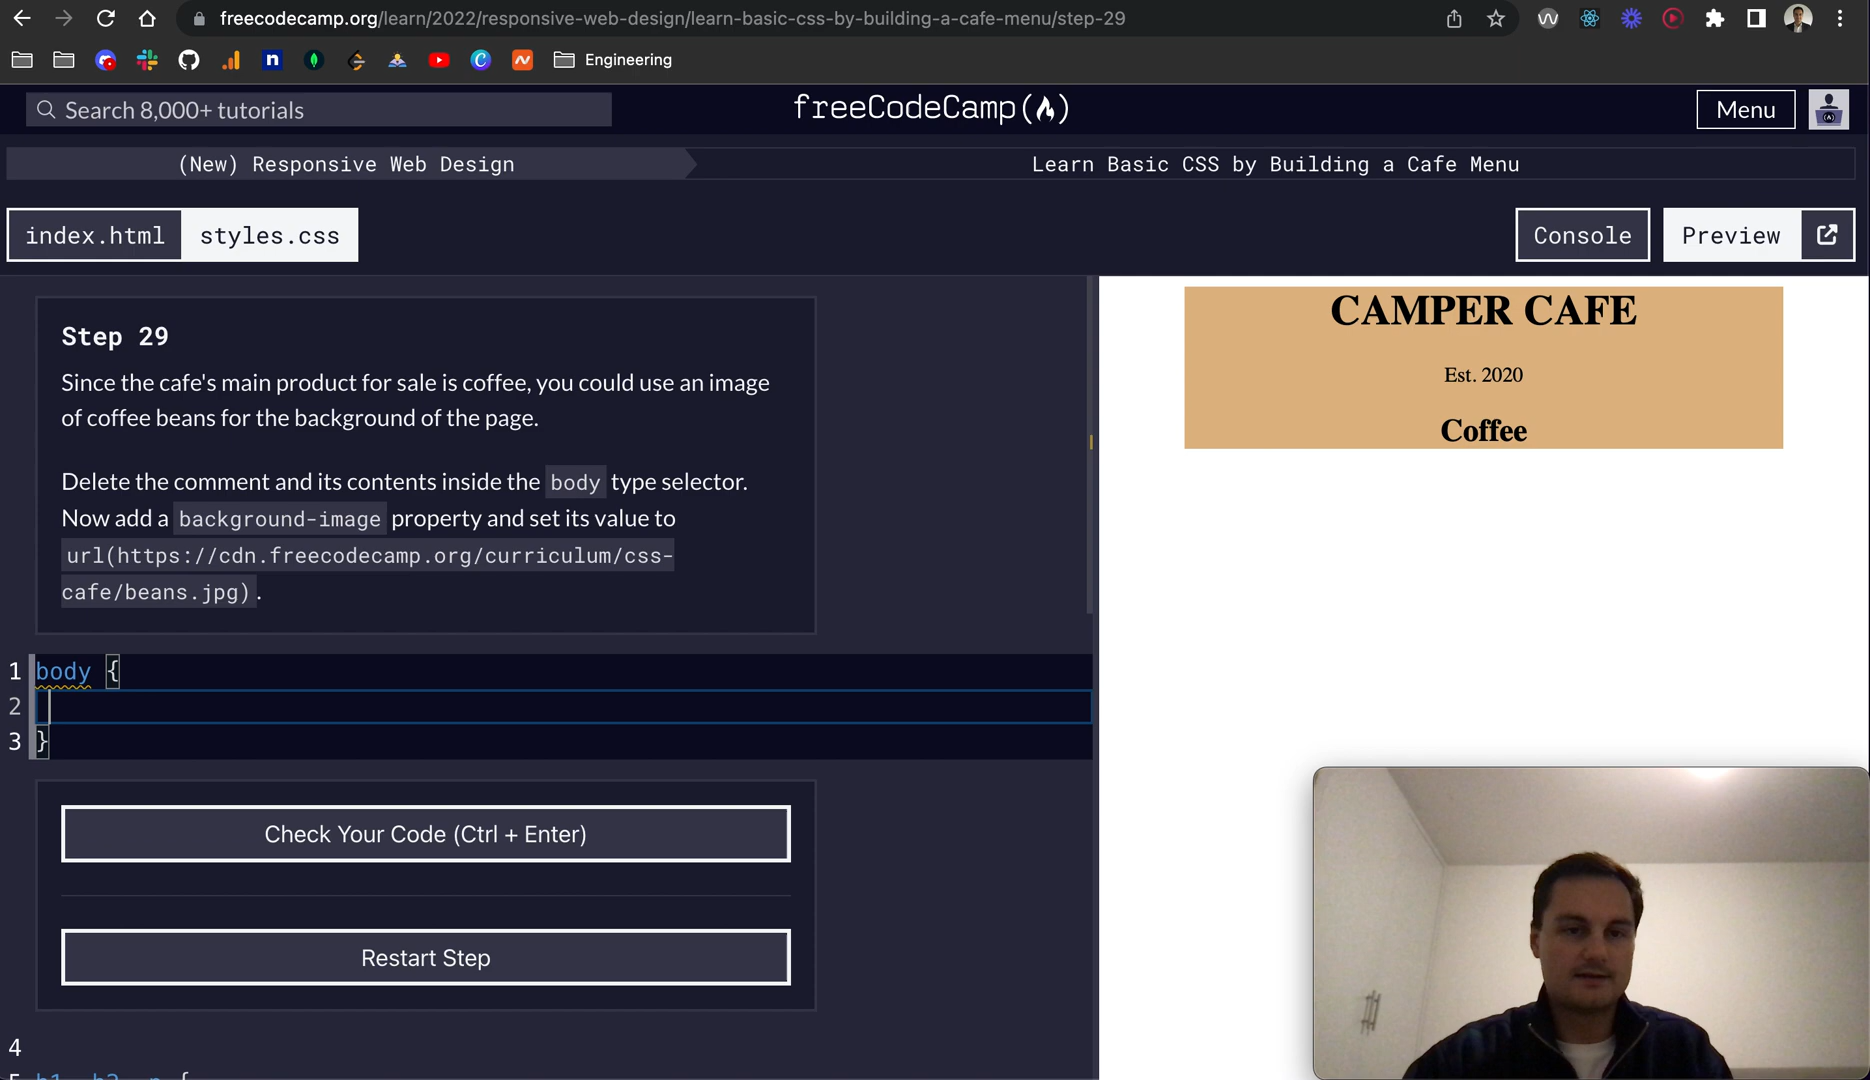 freecodecamp.org/learn/2022/responsive-web-design/learn-basic-css-by-building-a-cafe-menu/step-29
Engineering
Search 8,000+ tutorials
freeCodeCamp(🔥)
Menu
(New) Responsive Web Design
Learn Basic CSS by Building a Cafe Menu
index.html
styles.css
Console
Preview
Step 29
Since the cafe's main product for sale is coffee, you could use an image
of coffee beans for the background of the page.
Delete the comment and its contents inside the body type selector.
Now add a background-image property and set its value to
url(https://cdn.freecodecamp.org/curriculum/css-
cafe/beans.jpg).
1 body {
2
3 }
Check Your Code (Ctrl + Enter)
Restart Step
4
CAMPER CAFE
Est. 2020
Coffee